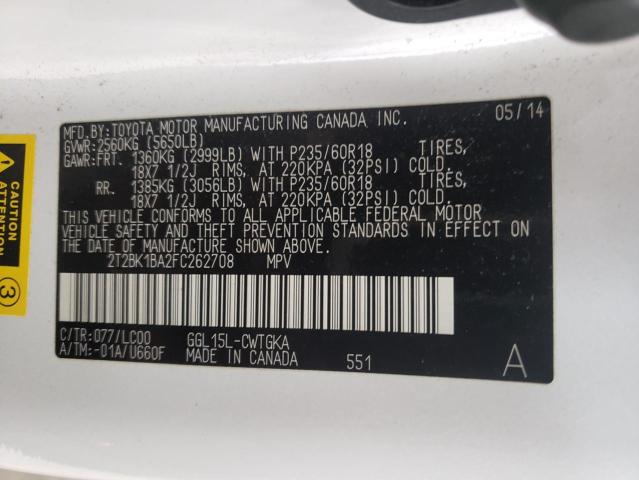 MFD.BY:TOYOTA MOTOR MANUFACTURING CANADA INC. 05/14
GVWR:2560KG (5650LB)
GAWR:FRT. 1360KG (2999LB) WITH P235/60R18 TIRES,
18X7 1/2J RIMS, AT 220KPA (32PSI) COLD.
RR. 1385KG (3056LB) WITH P235/60R18 TIRES,
18X7 1/2J RIMS, AT 220KPA (32PSI) COLD.
THIS VEHICLE CONFORMS TO ALL APPLICABLE FEDERAL MOTOR
VEHICLE SAFETY AND THEFT PREVENTION STANDARDS IN EFFECT ON
THE DATE OF MANUFACTURE SHOWN ABOVE.
2T2BK1BA2FC262708 MPV
C/TR:077/LC00 GGL15L-CWTGKA
A/TM:-01A/U660F MADE IN CANADA 551 A
CAUTION
ATTENTION
3